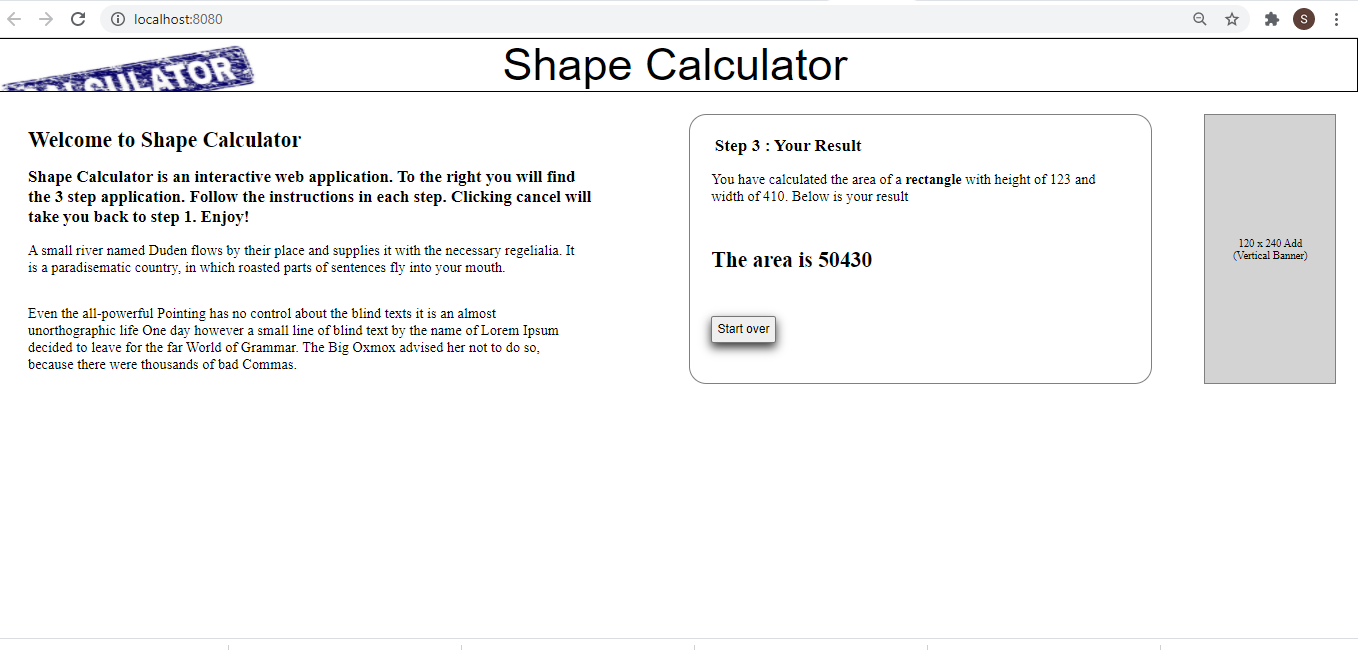 localhost:8080
S
Shape Calculator
Welcome to Shape Calculator
Shape Calculator is an interactive web application. To the right you will find
the 3 step application. Follow the instructions in each step. Clicking cancel will
take you back to step 1. Enjoy!
A small river named Duden flows by their place and supplies it with the necessary regelialia. It
is a paradisematic country, in which roasted parts of sentences fly into your mouth.
Even the all-powerful Pointing has no control about the blind texts it is an almost
unorthographic life One day however a small line of blind text by the name of Lorem Ipsum
decided to leave for the far World of Grammar. The Big Oxmox advised her not to do so,
because there were thousands of bad Commas.
Step 3 : Your Result
You have calculated the area of a rectangle with height of 123 and
width of 410. Below is your result
The area is 50430
Start over
120 x 240 Add
(Vertical Banner)